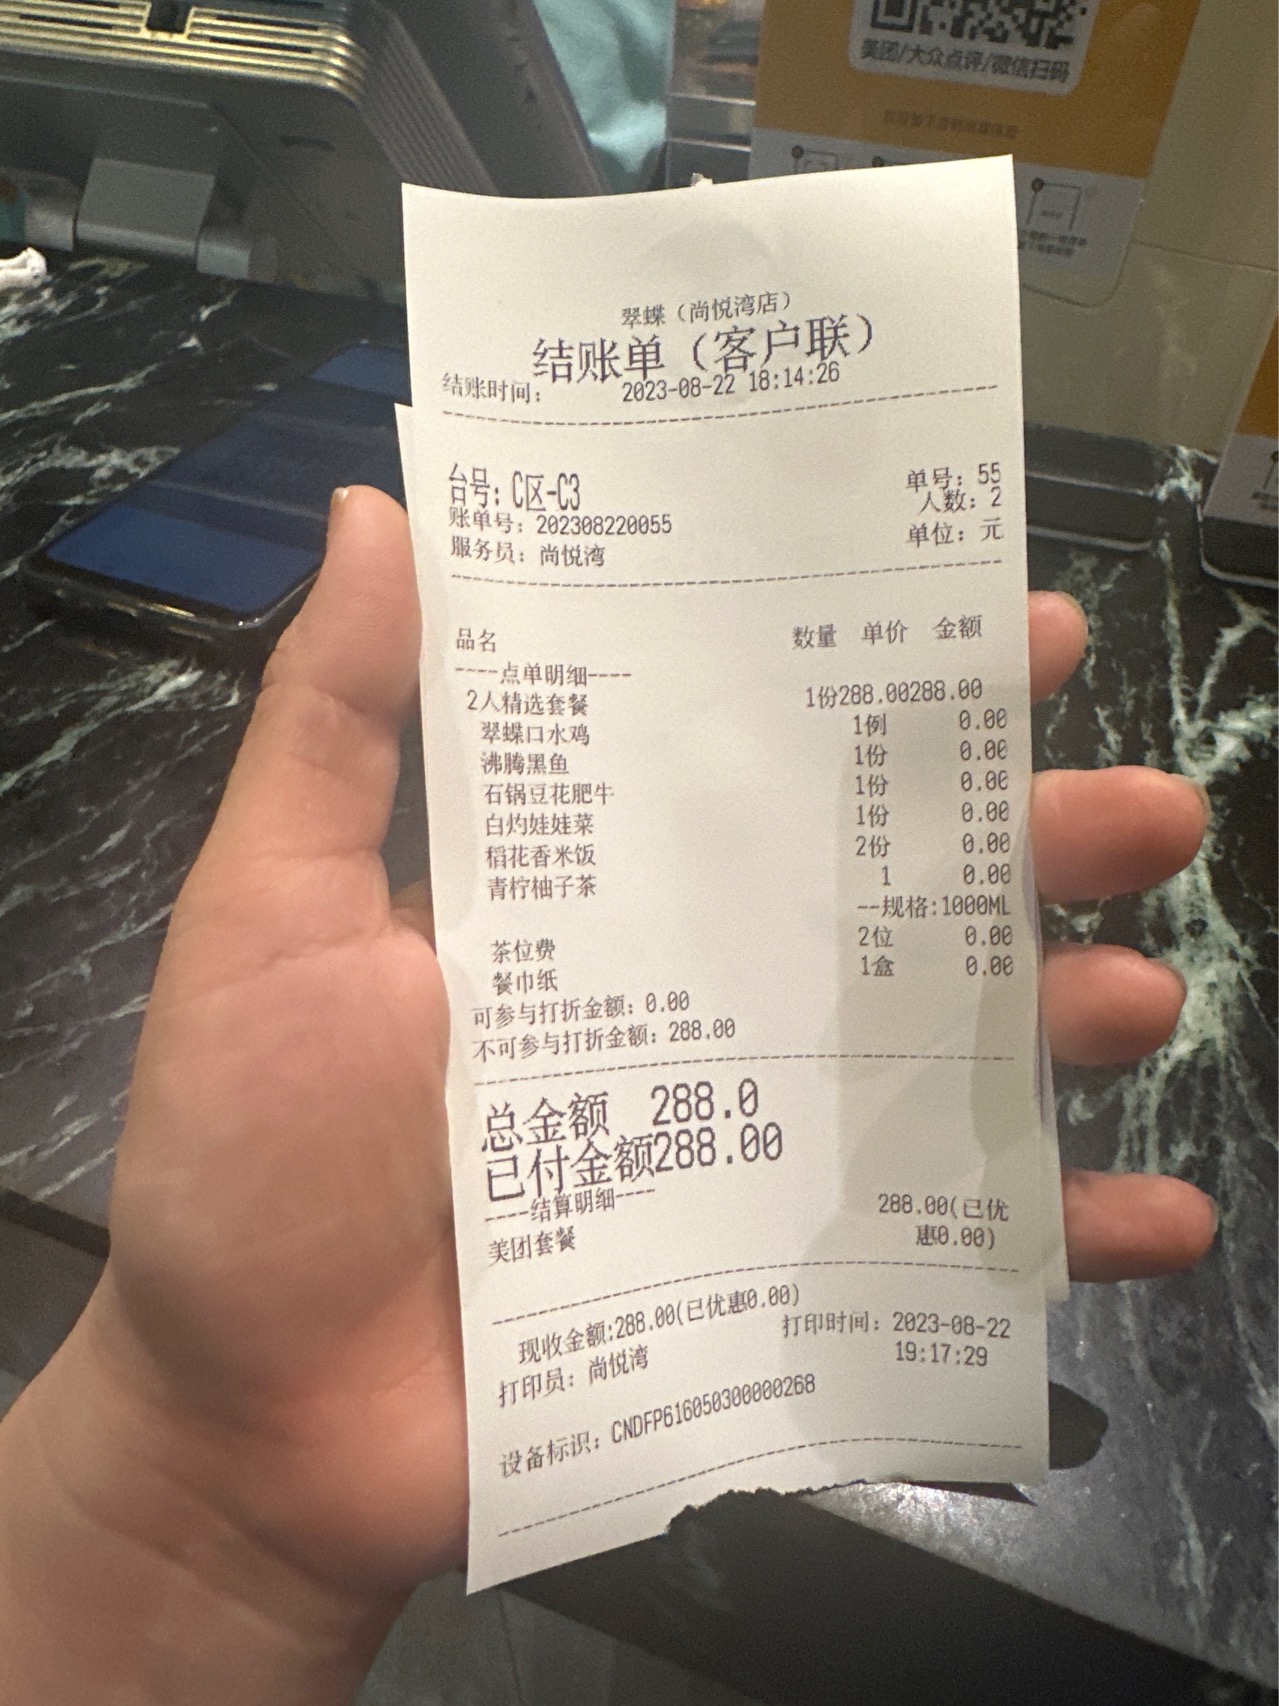 美团/大众点评/微信扫码
翠蝶（尚悦湾店）
结账单（客户联）
结账时间： 2023-08-22 18:14:26
台号：C区-C3 单号：55
人数：2
账单号：202308220055
服务员：尚悦湾 单位：元
品名 数量 单价 金额
----点单明细----
2人精选套餐 1份288.00288.00
翠蝶口水鸡 1例 0.00
沸腾黑鱼 1份 0.00
石锅豆花肥牛 1份 0.00
白灼娃娃菜 1份 0.00
稻花香米饭 2份 0.00
青柠柚子茶 1 0.00
--规格:1000ML
茶位费 2位 0.00
餐巾纸 1盒 0.00
可参与打折金额：0.00
不可参与打折金额：288.00
总金额 288.0
已付金额288.00
----结算明细----
美团套餐 288.00(已优
惠0.00)
现收金额:288.00(已优惠0.00)
打印员：尚悦湾 打印时间：2023-08-22
19:17:29
设备标识：CNDFP616050300000268